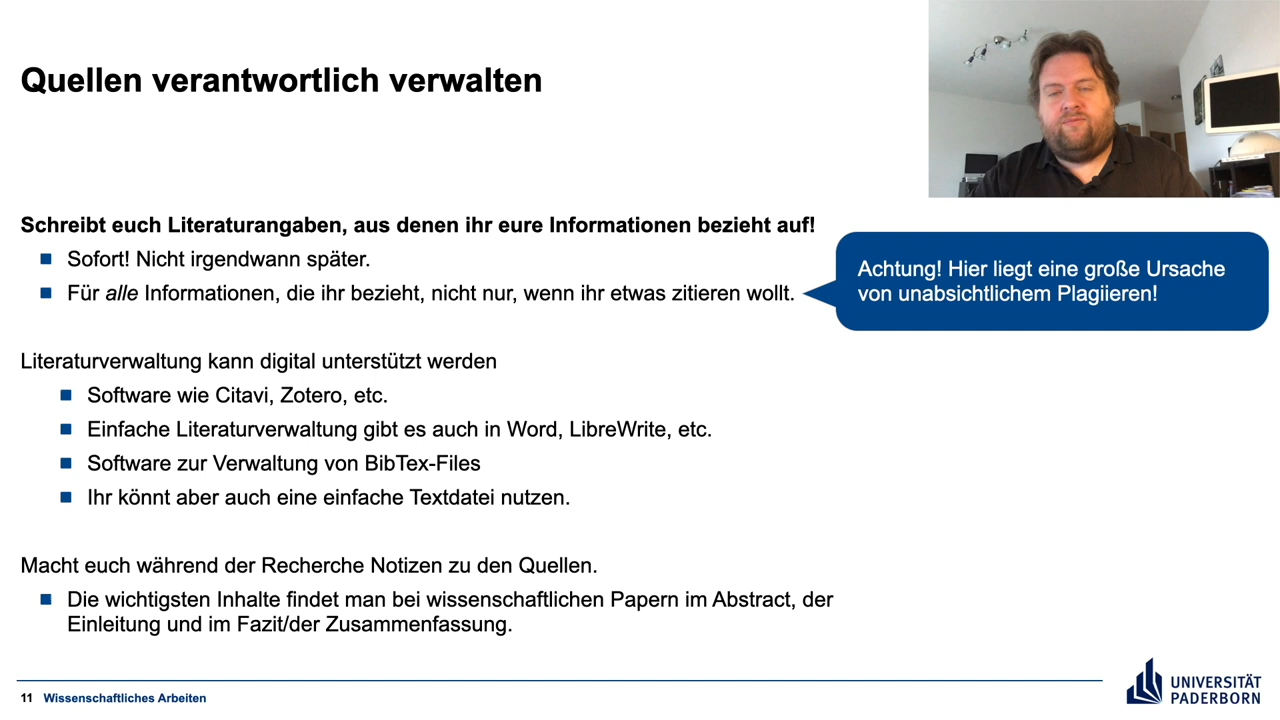 Quellen verantwortlich verwalten
Schreibt euch Literaturangaben, aus denen ihr eure Informationen bezieht auf!
Sofort! Nicht irgendwann später.
Für alle Informationen, die ihr bezieht, nicht nur, wenn ihr etwas zitieren wollt.
Achtung! Hier liegt eine große Ursache
von unabsichtlichem Plagiieren!
Literaturverwaltung kann digital unterstützt werden
Software wie Citavi, Zotero, etc.
Einfache Literaturverwaltung gibt es auch in Word, LibreWrite, etc.
Software zur Verwaltung von BibTex-Files
Ihr könnt aber auch eine einfache Textdatei nutzen.
Macht euch während der Recherche Notizen zu den Quellen.
Die wichtigsten Inhalte findet man bei wissenschaftlichen Papern im Abstract, der
Einleitung und im Fazit/der Zusammenfassung.
11 Wissenschaftliches Arbeiten
UNIVERSITÄT
PADERBORN